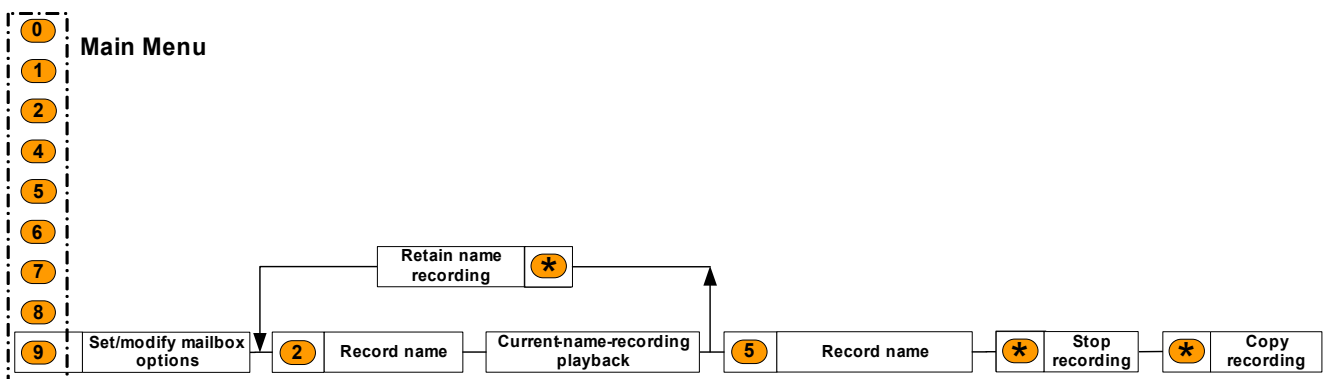 0
Main Menu
1
2
4
5
6
7
8
Retain name
recording
*
9
Set/modify mailbox
options
2
Record name
Current-name-recording
playback
5
Record name
*
Stop
recording
*
Copy
recording